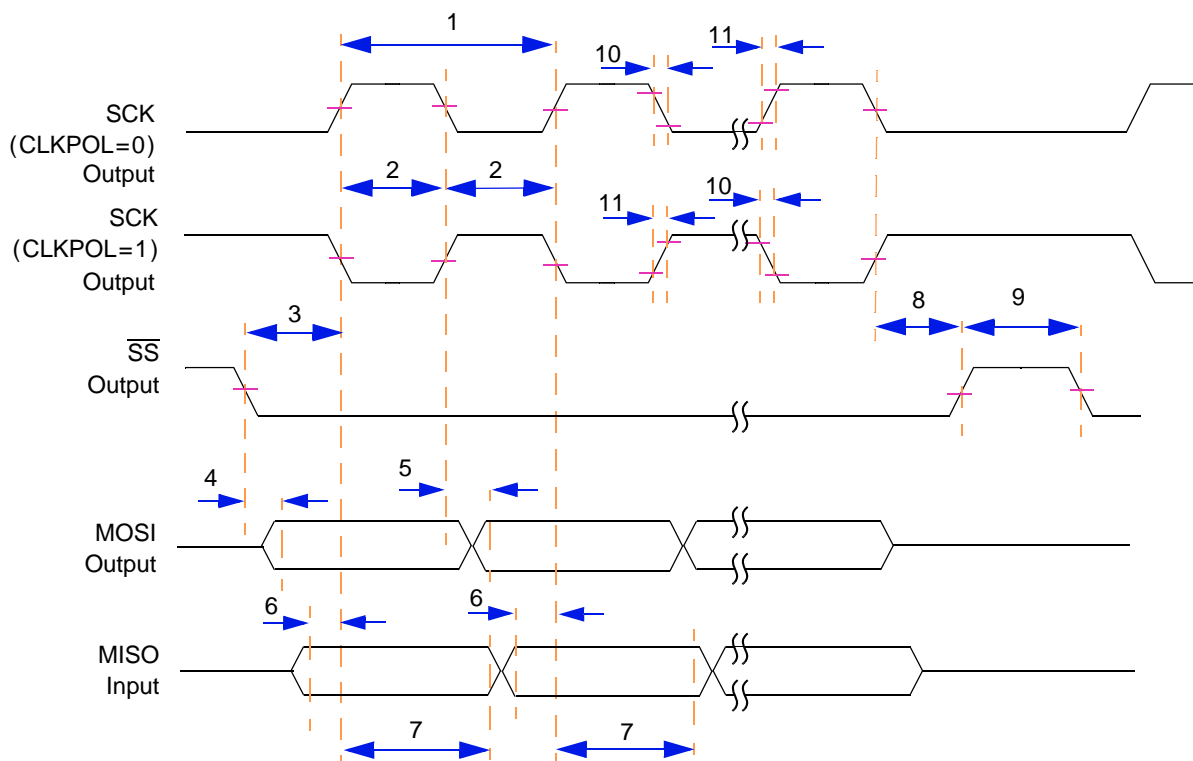 1
10
11
SCK
(CLKPOL=0)
Output
2
2
SCK
(CLKPOL=1)
Output
11
10
3
8
9
SS
Output
4
5
MOSI
Output
6
6
MISO
Input
7
7